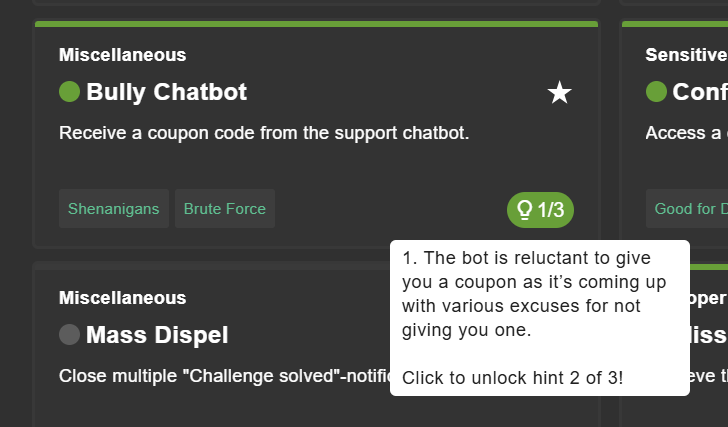 Miscellaneous
Bully Chatbot
Receive a coupon code from the support chatbot.
Shenanigans Brute Force
1/3
Sensitive
Conf
Access a
Good for D
1. The bot is reluctant to give
you a coupon as it's coming up
with various excuses for not
giving you one.
Click to unlock hint 2 of 3!
Miscellaneous
Mass Dispel
Close multiple "Challenge solved"-notific
oper
liss
eve th